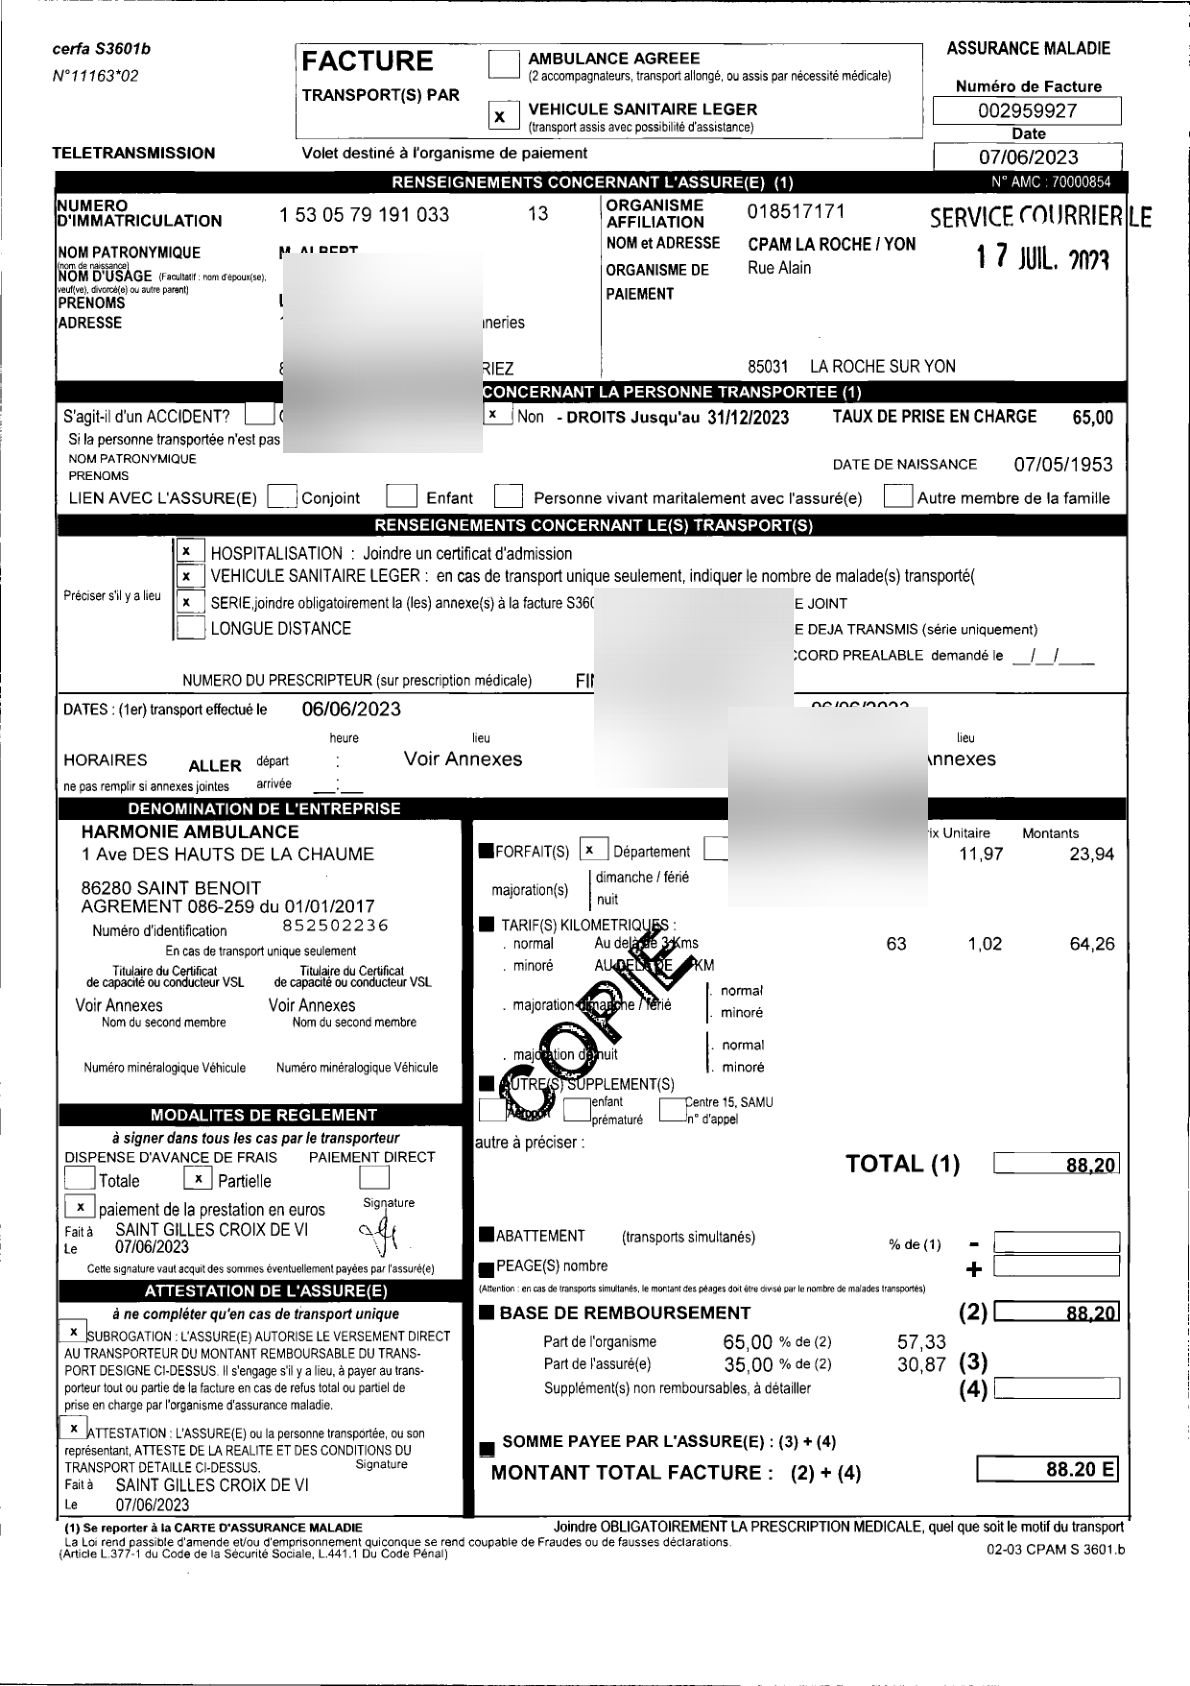 cerfa S3601b
N°11163*02
FACTURE
TRANSPORT(S) PAR
AMBULANCE AGREEE
(2 accompagnateurs, transport allongé, ou assis par nécessité médicale)
x VEHICULE SANITAIRE LEGER
(transport assis avec possibilité d'assistance)
ASSURANCE MALADIE
Numéro de Facture
002959927
Date
07/06/2023
TELETRANSMISSION
Volet destiné à l'organisme de paiement
RENSEIGNEMENTS CONCERNANT L'ASSURE(E) (1)
N° AMC : 70000854
NUMERO
D'IMMATRICULATION
1 53 05 79 191 033 13
ORGANISME
AFFILIATION
018517171
SERVICE COURRIER LE
17 JUIL. 2023
NOM PATRONYMIQUE
(nom de naissance)
M. ALBERT
NOM D'USAGE (Facultatif : nom d'époux(se),
veuf(ve), divorcé(e) ou autre parent)
PRENOMS
ADRESSE
nneries
RIEZ
NOM et ADRESSE
ORGANISME DE
PAIEMENT
CPAM LA ROCHE / YON
Rue Alain
85031 LA ROCHE SUR YON
CONCERNANT LA PERSONNE TRANSPORTEE (1)
S'agit-il d'un ACCIDENT?
x Non - DROITS Jusqu'au 31/12/2023
TAUX DE PRISE EN CHARGE 65,00
Si la personne transportée n'est pas
NOM PATRONYMIQUE
PRENOMS
DATE DE NAISSANCE 07/05/1953
LIEN AVEC L'ASSURE(E) Conjoint Enfant Personne vivant maritalement avec l'assuré(e) Autre membre de la famille
RENSEIGNEMENTS CONCERNANT LE(S) TRANSPORT(S)
Préciser s'il y a lieu
x HOSPITALISATION : Joindre un certificat d'admission
x VEHICULE SANITAIRE LEGER : en cas de transport unique seulement, indiquer le nombre de malade(s) transporté(
x SERIE,joindre obligatoirement la (les) annexe(s) à la facture S360
LONGUE DISTANCE
E JOINT
E DEJA TRANSMIS (série uniquement)
CCORD PREALABLE demandé le __/__/____
NUMERO DU PRESCRIPTEUR (sur prescription médicale)
DATES : (1er) transport effectué le 06/06/2023
06/06/2023
heure lieu
lieu
HORAIRES ALLER départ : Voir Annexes
Annexes
ne pas remplir si annexes jointes arrivée __:__
DENOMINATION DE L'ENTREPRISE
HARMONIE AMBULANCE
1 Ave DES HAUTS DE LA CHAUME
86280 SAINT BENOIT
AGREMENT 086-259 du 01/01/2017
Numéro d'identification 852502236
En cas de transport unique seulement
Titulaire du Certificat Titulaire du Certificat
de capacité ou conducteur VSL de capacité ou conducteur VSL
Voir Annexes Voir Annexes
Nom du second membre Nom du second membre
Numéro minéralogique Véhicule Numéro minéralogique Véhicule
MODALITES DE REGLEMENT
à signer dans tous les cas par le transporteur
DISPENSE D'AVANCE DE FRAIS PAIEMENT DIRECT
Totale x Partielle
x paiement de la prestation en euros Signature
Fait à SAINT GILLES CROIX DE VI
Le 07/06/2023
Cette signature vaut acquit des sommes éventuellement payées par l'assuré(e)
ATTESTATION DE L'ASSURE(E)
à ne compléter qu'en cas de transport unique
x SUBROGATION : L'ASSURE(E) AUTORISE LE VERSEMENT DIRECT
AU TRANSPORTEUR DU MONTANT REMBOURSABLE DU TRANS-
PORT DESIGNE CI-DESSUS. Il s'engage s'il y a lieu, à payer au trans-
porteur tout ou partie de la facture en cas de refus total ou partiel de
prise en charge par l'organisme d'assurance maladie.
x ATTESTATION : L'ASSURE(E) ou la personne transportée, ou son
représentant, ATTESTE DE LA REALITE ET DES CONDITIONS DU
TRANSPORT DETAILLE CI-DESSUS. Signature
Fait à SAINT GILLES CROIX DE VI
Le 07/06/2023
rix Unitaire Montants
FORFAIT(S) x Département 11,97 23,94
majoration(s) dimanche / férié
nuit
TARIF(S) KILOMETRIQUES :
. normal Au delà de 3 Kms 63 1,02 64,26
. minoré AU DELA DE KM
. majoration dimanche / férié . normal
. minoré
. majoration de nuit . normal
. minoré
COPIE
AUTRE(S) SUPPLEMENT(S)
Aéroport enfant prématuré Centre 15, SAMU n° d'appel
autre à préciser :
TOTAL (1) 88,20
ABATTEMENT (transports simultanés) % de (1) -
PEAGE(S) nombre +
(Attention : en cas de transports simultanés, le montant des péages doit être divisé par le nombre de malades transportés)
BASE DE REMBOURSEMENT (2) 88,20
Part de l'organisme 65,00 % de (2) 57,33
Part de l'assuré(e) 35,00 % de (2) 30,87 (3)
Supplément(s) non remboursables, à détailler (4)
SOMME PAYEE PAR L'ASSURE(E) : (3) + (4)
MONTANT TOTAL FACTURE : (2) + (4) 88.20 E
(1) Se reporter à la CARTE D'ASSURANCE MALADIE
Joindre OBLIGATOIREMENT LA PRESCRIPTION MEDICALE, quel que soit le motif du transport
La Loi rend passible d'amende et/ou d'emprisonnement quiconque se rend coupable de Fraudes ou de fausses déclarations.
(Article L.377-1 du Code de la Sécurité Sociale, L.441.1 Du Code Pénal)
02-03 CPAM S 3601.b